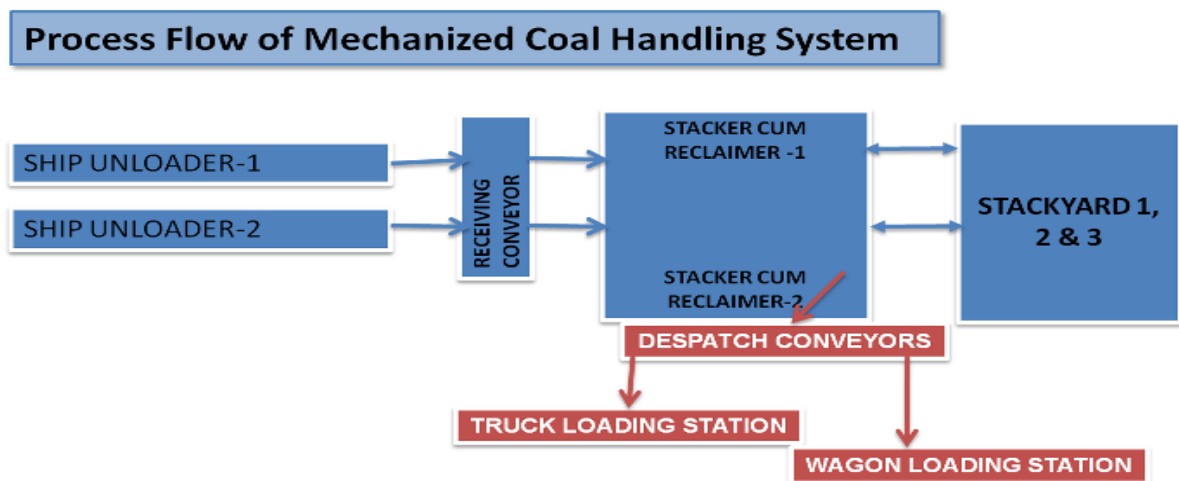 Process Flow of Mechanized Coal Handling System
SHIP UNLOADER-1
SHIP UNLOADER-2
RECEIVING
CONVEYOR
STACKER CUM
RECLAIMER -1
STACKER CUM
RECLAIMER-2
STACKYARD 1,
2 & 3
DESPATCH CONVEYORS
TRUCK LOADING STATION
WAGON LOADING STATION